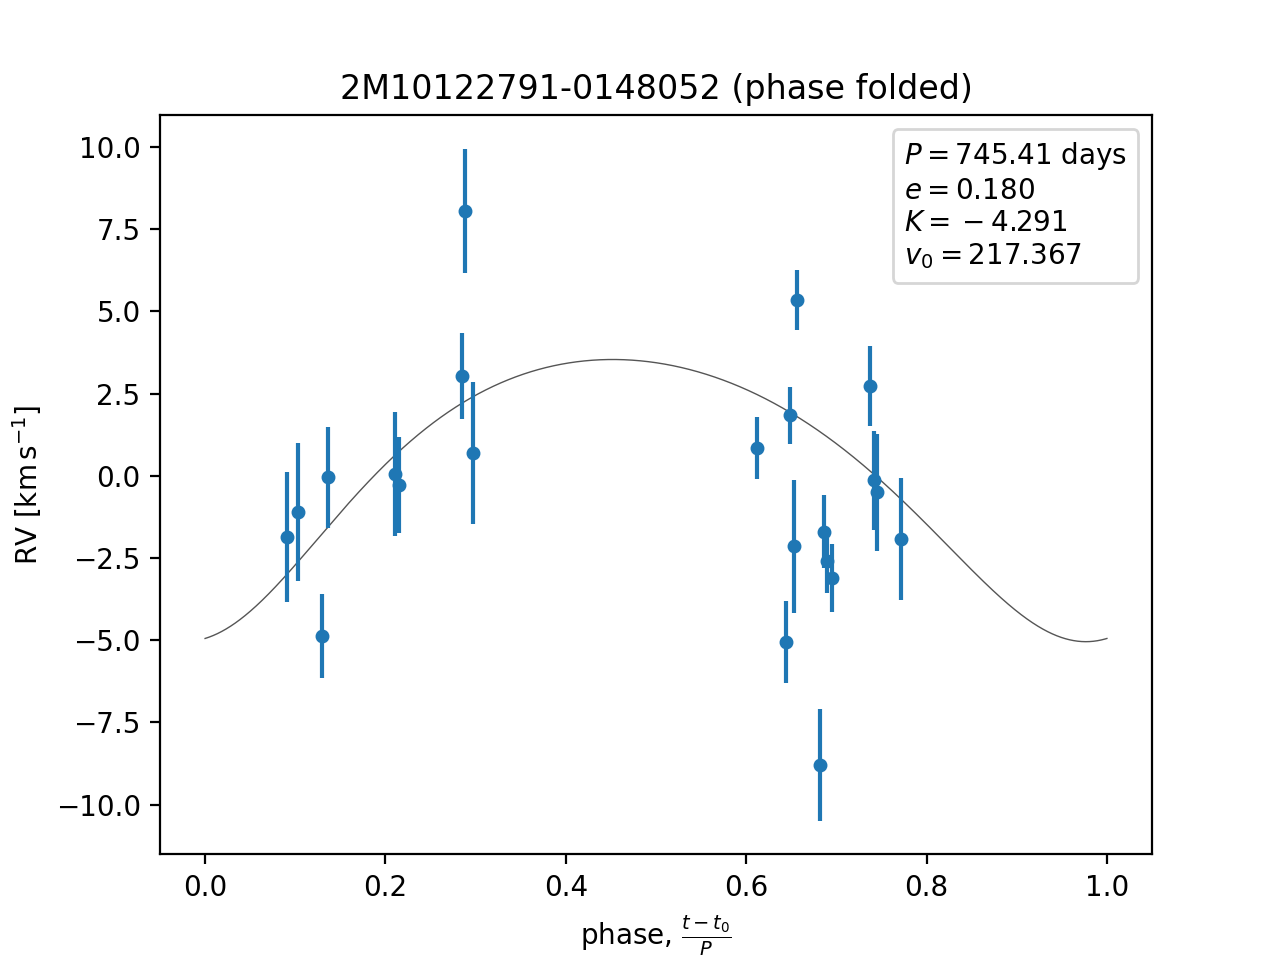 2M10122791-0148052 (phase folded)
P = 745.41 days
e = 0.180
K = −4.291
v₀ = 217.367
10.0
7.5
5.0
2.5
0.0
−2.5
−5.0
−7.5
−10.0
RV [km s⁻¹]
0.0 0.2 0.4 0.6 0.8 1.0
phase, (t − t₀)/P